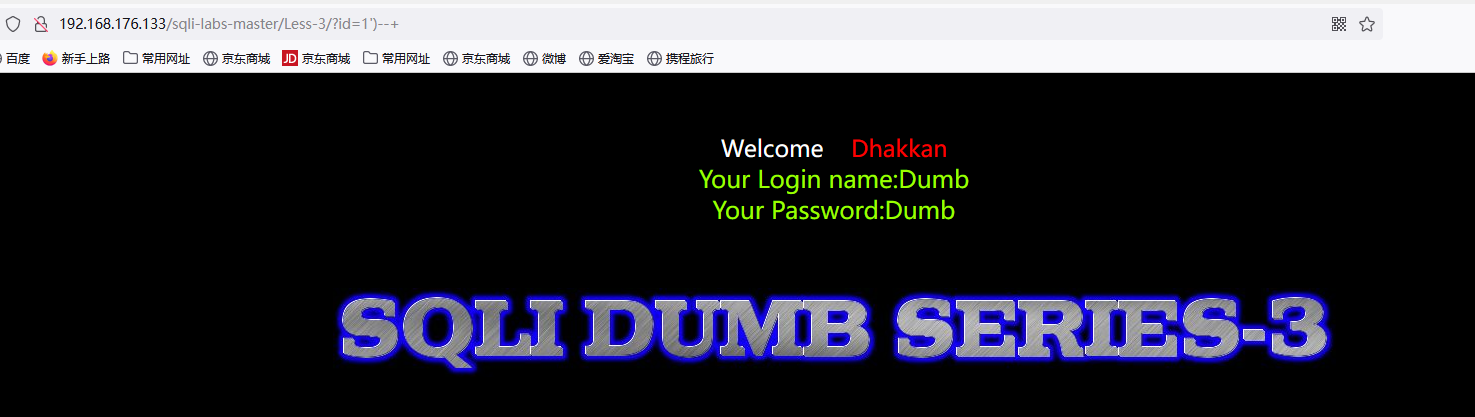 192.168.176.133/sqli-labs-master/Less-3/?id=1')--+
百度 新手上路 常用网址 京东商城 JD 京东商城 常用网址 京东商城 微博 爱淘宝 携程旅行
Welcome Dhakkan
Your Login name:Dumb
Your Password:Dumb
SQLI DUMB SERIES-3